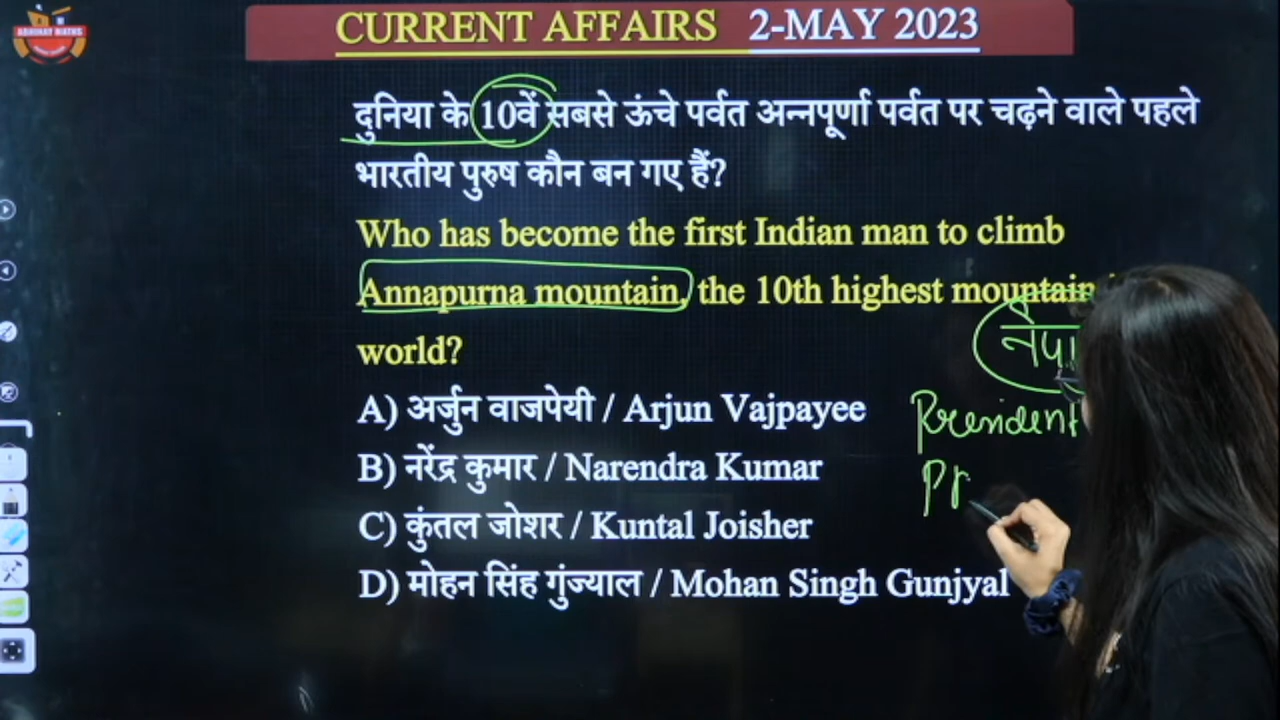 ABHINAY MATHS
CURRENT AFFAIRS 2-MAY 2023
दुनिया के 10वें सबसे ऊंचे पर्वत अन्नपूर्णा पर्वत पर चढ़ने वाले पहले
भारतीय पुरुष कौन बन गए हैं?
Who has become the first Indian man to climb
Annapurna mountain, the 10th highest mountain
world?
A) अर्जुन वाजपेयी / Arjun Vajpayee
President
B) नरेंद्र कुमार / Narendra Kumar
C) कुंतल जोशर / Kuntal Joisher
D) मोहन सिंह गुंज्याल / Mohan Singh Gunjyal